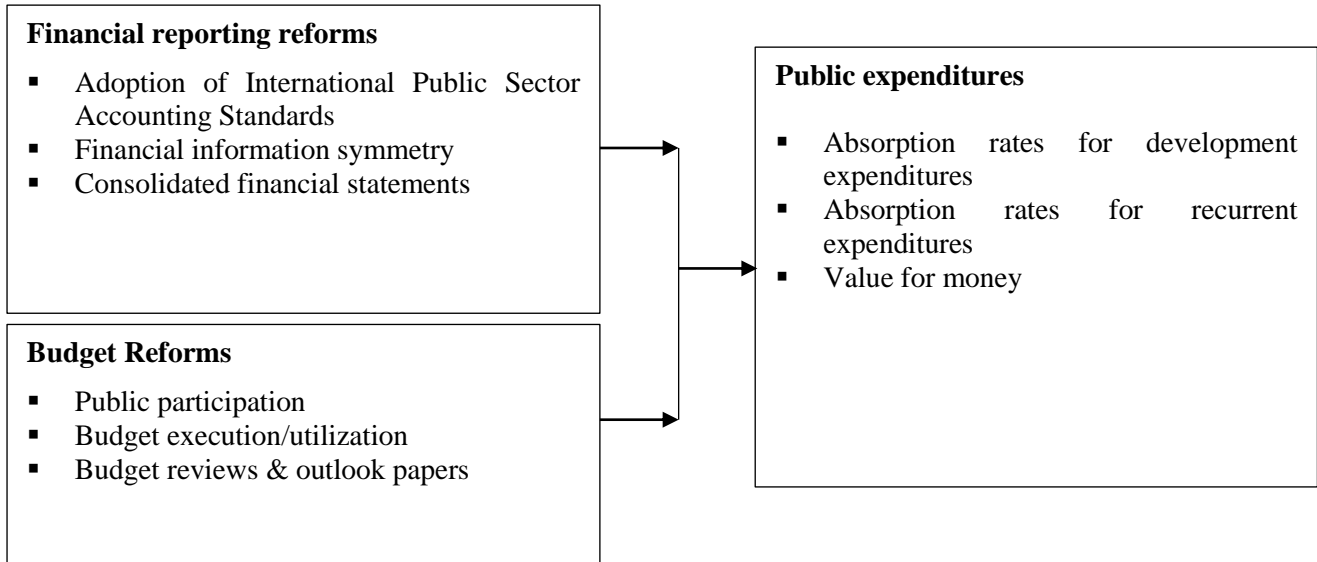 Financial reporting reforms
▪ Adoption of International Public Sector
Accounting Standards
▪ Financial information symmetry
▪ Consolidated financial statements
Budget Reforms
▪ Public participation
▪ Budget execution/utilization
▪ Budget reviews & outlook papers
Public expenditures
▪ Absorption rates for development
expenditures
▪ Absorption rates for recurrent
expenditures
▪ Value for money